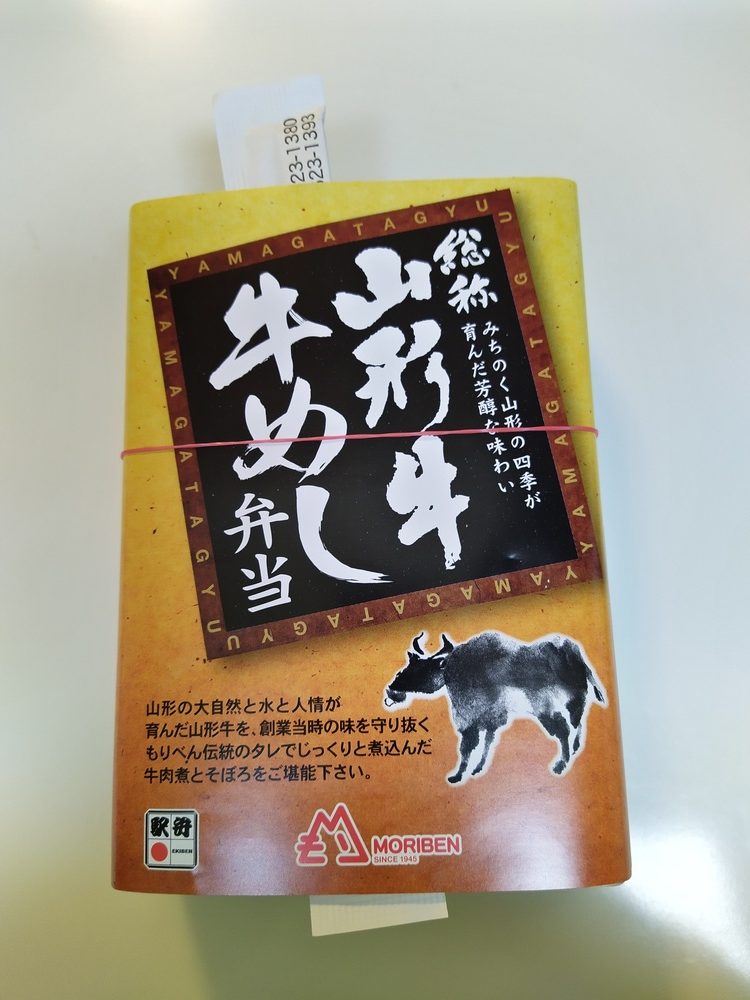 23-1380
523-1393
YAMAGATAGYU
YAMAGATAGYU
YAMAGATAGYU
YAMAGATAGYU
総称
山形牛
牛めし
弁当
みちのく山形の四季が
育んだ芳醇な味わい
山形の大自然と水と人情が
育んだ山形牛を、創業当時の味を守り抜く
もりべん伝統のタレでじっくりと煮込んだ
牛肉煮とそぼろをご堪能下さい。
駅弁
EKIBEN
MORIBEN
SINCE 1945